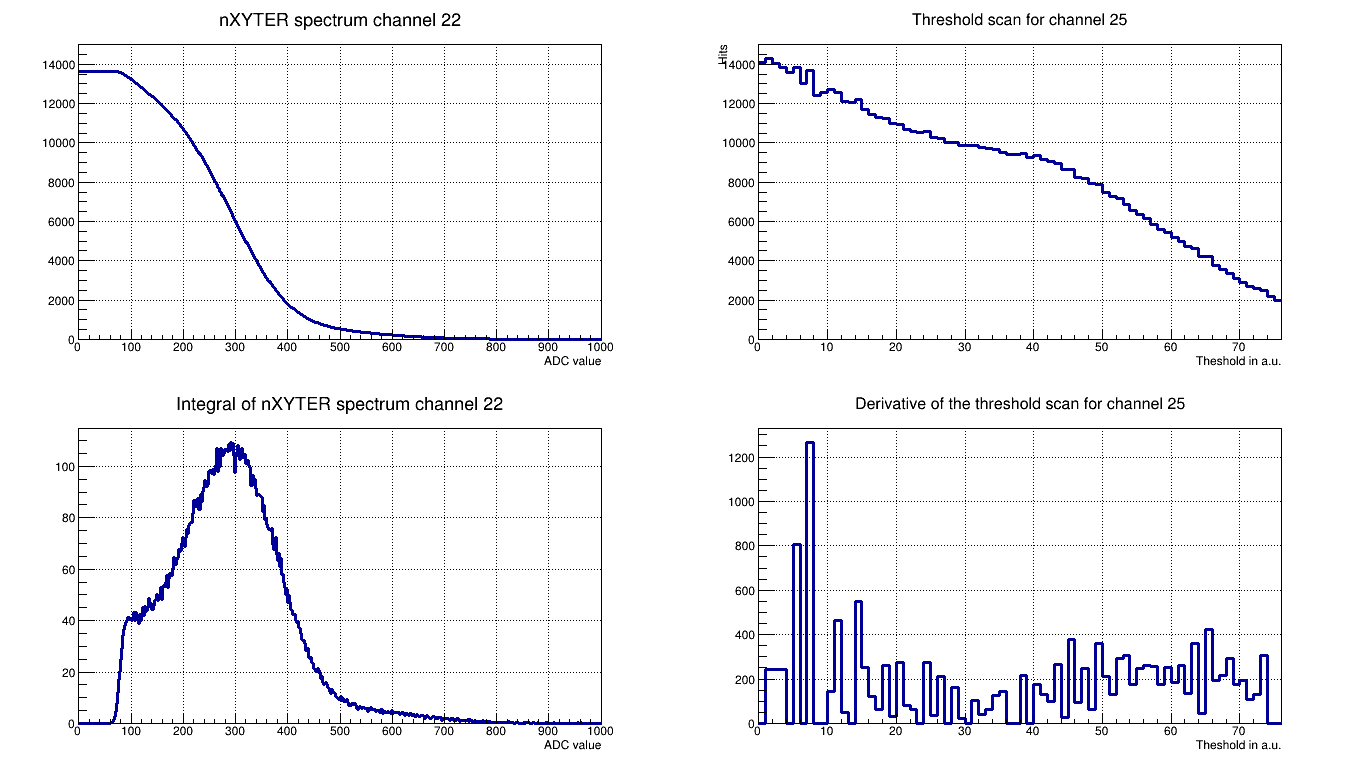 nXYTER spectrum channel 22
14000
12000
10000
8000
6000
4000
2000
0
0 100 200 300 400 500 600 700 800 900 1000
ADC value
Threshold scan for channel 25
Hits
14000
12000
10000
8000
6000
4000
2000
0
0 10 20 30 40 50 60 70
Theshold in a.u.
Integral of nXYTER spectrum channel 22
100
80
60
40
20
0
0 100 200 300 400 500 600 700 800 900 1000
ADC value
Derivative of the threshold scan for channel 25
1200
1000
800
600
400
200
0
0 10 20 30 40 50 60 70
Theshold in a.u.